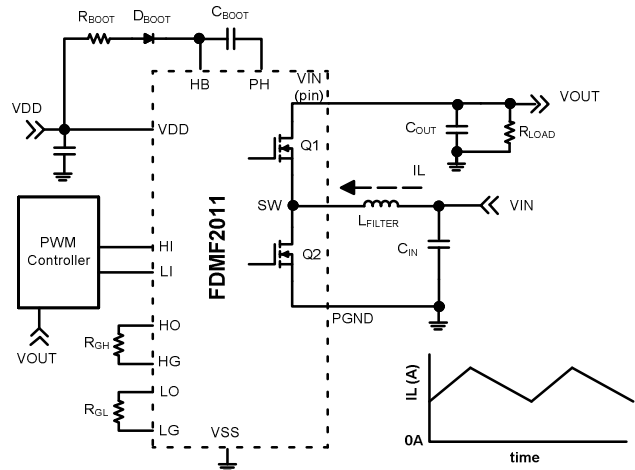 RBOOT
DBOOT
CBOOT
HB
PH
VIN
(pin)
VOUT
VDD
VDD
COUT
RLOAD
Q1
IL
SW
LFILTER
VIN
PWM
Controller
HI
LI
FDMF2011
Q2
CIN
PGND
HO
RGH
HG
VOUT
LO
RGL
LG
VSS
IL (A)
0A
time